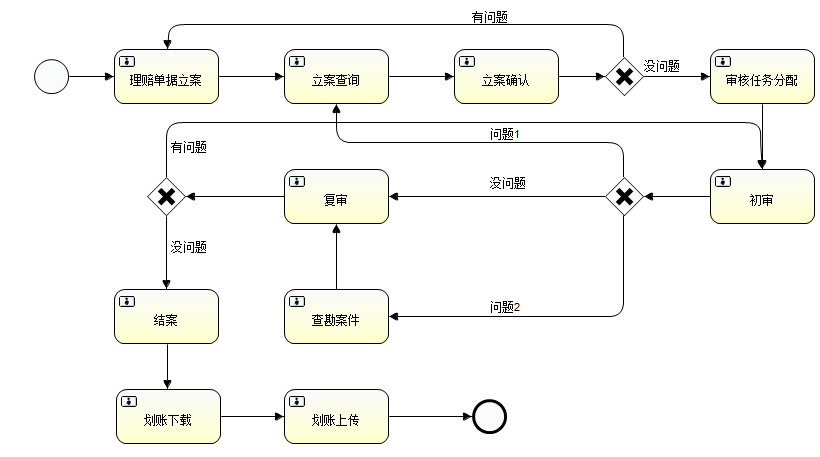 有问题
理赔单据立案
立案查询
立案确认
没问题
审核任务分配
问题1
有问题
没问题
复审
初审
没问题
问题2
结案
查勘案件
划账下载
划账上传